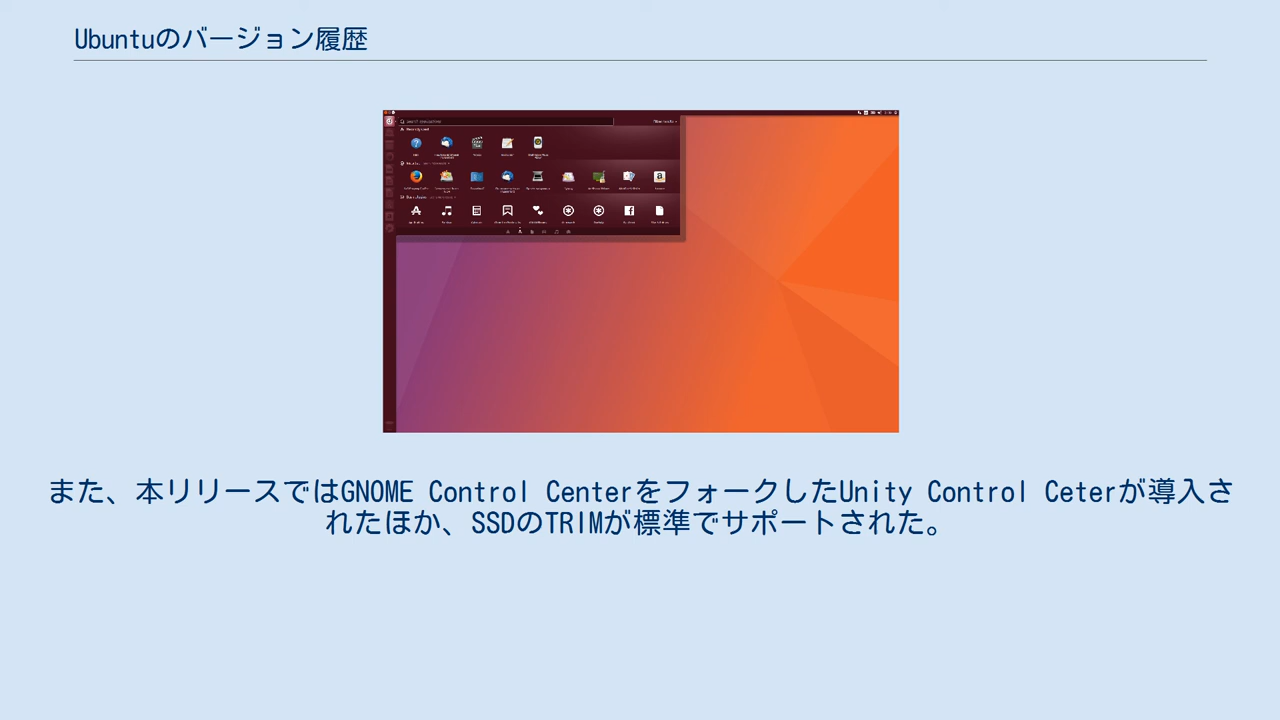 Ubuntuのバージョン履歴
また、本リリースではGNOME Control CenterをフォークしたUnity Control Ceterが導入さ
れたほか、SSDのTRIMが標準でサポートされた。